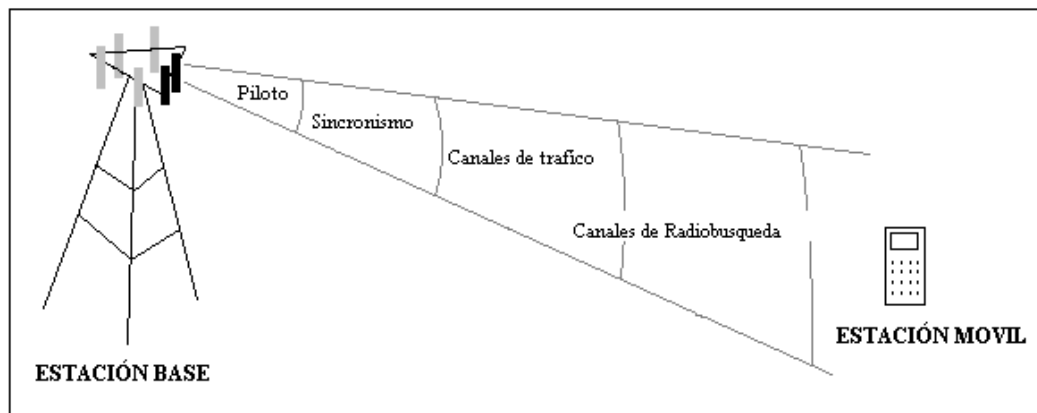 Piloto
Sincronismo
Canales de trafico
Canales de Radiobusqueda
ESTACIÓN MOVIL
ESTACIÓN BASE